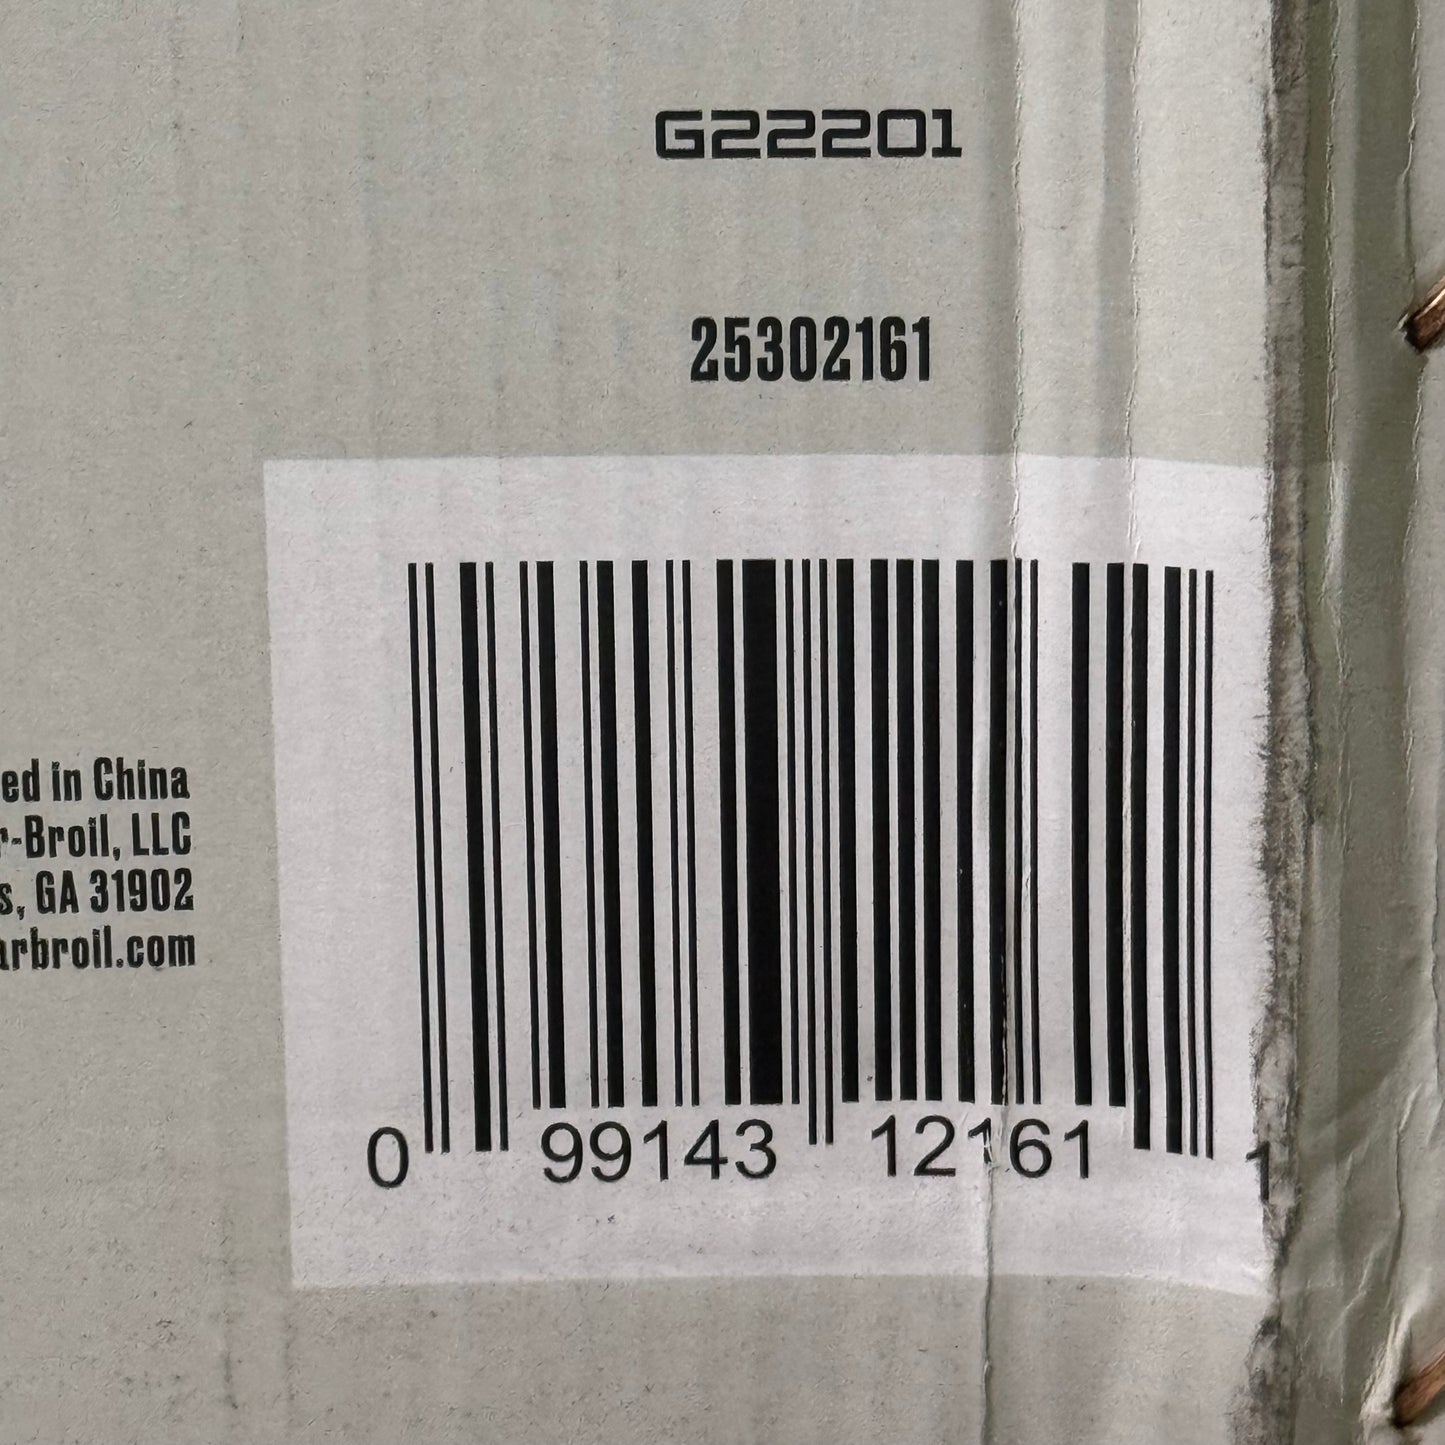 G22201
25302161
ed in China
r-Broil, LLC
s, GA 31902
arbroil.com
0 99143 12161 1